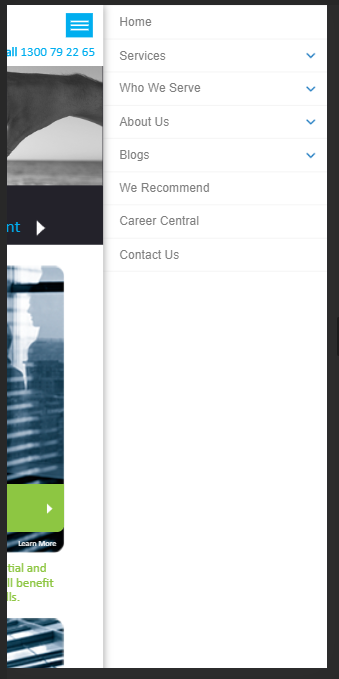 all 1300 79 22 65
nt
Learn More
tial and
ll benefit
lls.
Home
Services
Who We Serve
About Us
Blogs
We Recommend
Career Central
Contact Us